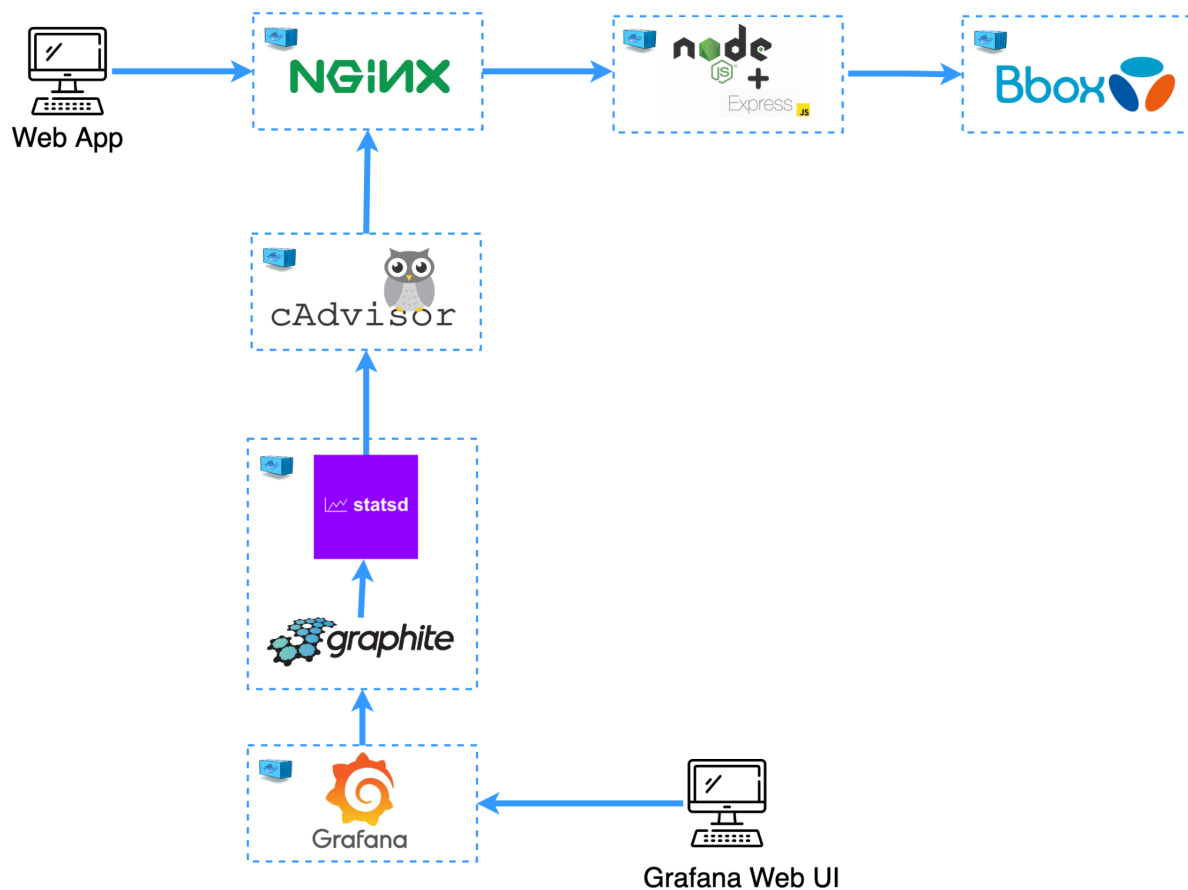 NGiNX
node
JS
+
Express
JS
Bbox
Web App
cAdvisor
statsd
graphite
Grafana
Grafana Web UI